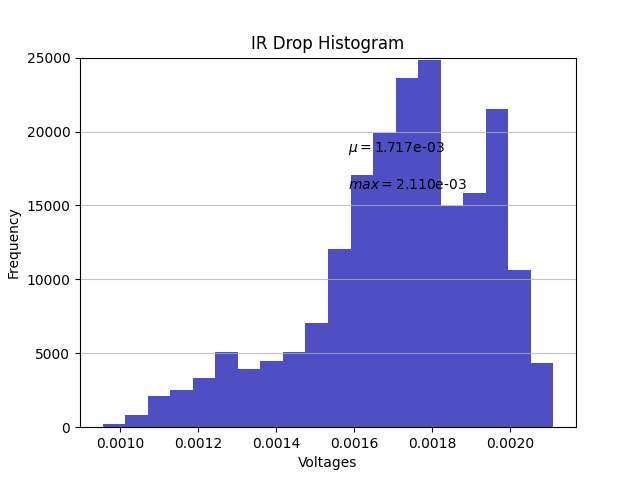 IR Drop Histogram
25000
20000
15000
10000
5000
0
Frequency
μ = 1.717e-03
max = 2.110e-03
0.0010 0.0012 0.0014 0.0016 0.0018 0.0020
Voltages